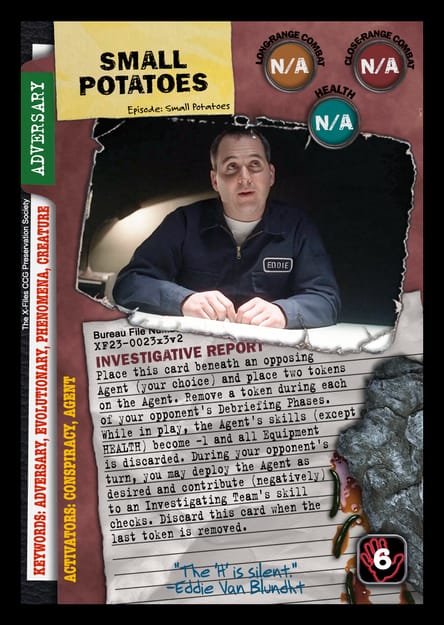 SMALL
POTATOES
Episode: Small Potatoes
LONG-RANGE COMBAT
N/A
CLOSE-RANGE COMBAT
N/A
HEALTH
N/A
ADVERSARY
The X-Files CCG Preservation Society
KEYWORDS: ADVERSARY, EVOLUTIONARY, PHENOMENA, CREATURE
ACTIVATORS: CONSPIRACY, AGENT
EDDIE
Bureau File
XF23-0023x3v2
INVESTIGATIVE REPORT
Place this card beneath an opposing
Agent (your choice) and place two tokens
on the Agent. Remove a token during each
of your opponent's Debriefing Phases.
While in play, the Agent's skills (except
HEALTH) become -1 and all Equipment
is discarded. During your opponent's
turn, you may deploy the Agent as
desired and contribute (negatively)
to an Investigating Team's skill
checks. Discard this card when the
last token is removed.
"The 'H' is silent."
-Eddie Van Blundht
6